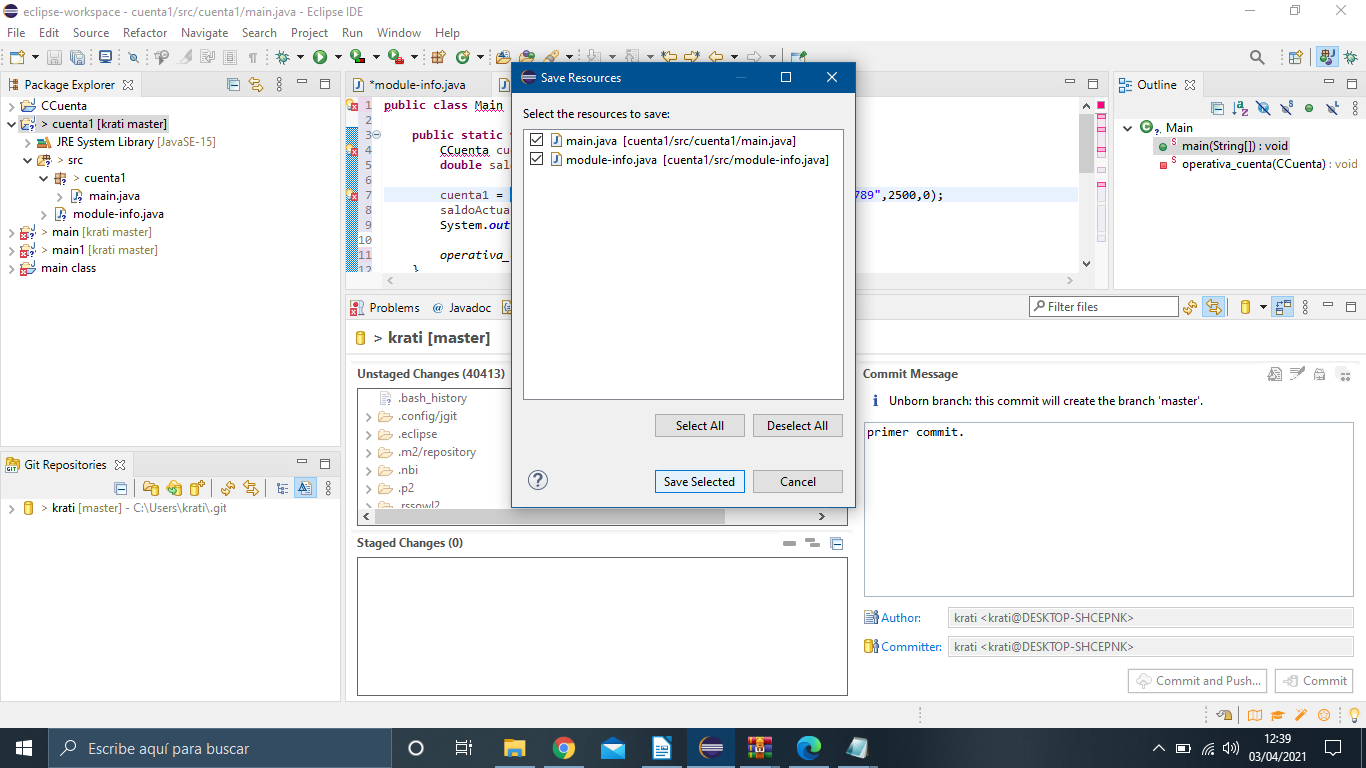 eclipse-workspace - cuenta1/src/cuenta1/main.java - Eclipse IDE
File Edit Source Refactor Navigate Search Project Run Window Help
Package Explorer
CCuenta
> cuenta1 [krati master]
JRE System Library [JavaSE-15]
> src
> cuenta1
> main.java
> module-info.java
> main [krati master]
> main1 [krati master]
main class
Git Repositories
> krati [master] - C:\Users\krati\.git
*module-info.java
1 public class Main
2
3 public static
4 CCuenta
5 double
6
7 cuenta1 = 789",2500,0);
8
9
10
11 operativa_
12 }
Save Resources
Select the resources to save:
main.java [cuenta1/src/cuenta1/main.java]
module-info.java [cuenta1/src/module-info.java]
Select All Deselect All
Save Selected Cancel
Outline
Main
main(String[]) : void
operativa_cuenta(CCuenta) : void
Problems @ Javadoc
Filter files
> krati [master]
Unstaged Changes (40413)
.bash_history
.config/jgit
.eclipse
.m2/repository
.nbi
.p2
.rssowl2
Staged Changes (0)
Commit Message
Unborn branch: this commit will create the branch 'master'.
primer commit.
Author: krati <krati@DESKTOP-SHCEPNK>
Committer: krati <krati@DESKTOP-SHCEPNK>
Commit and Push... Commit
Escribe aquí para buscar
12:39
03/04/2021